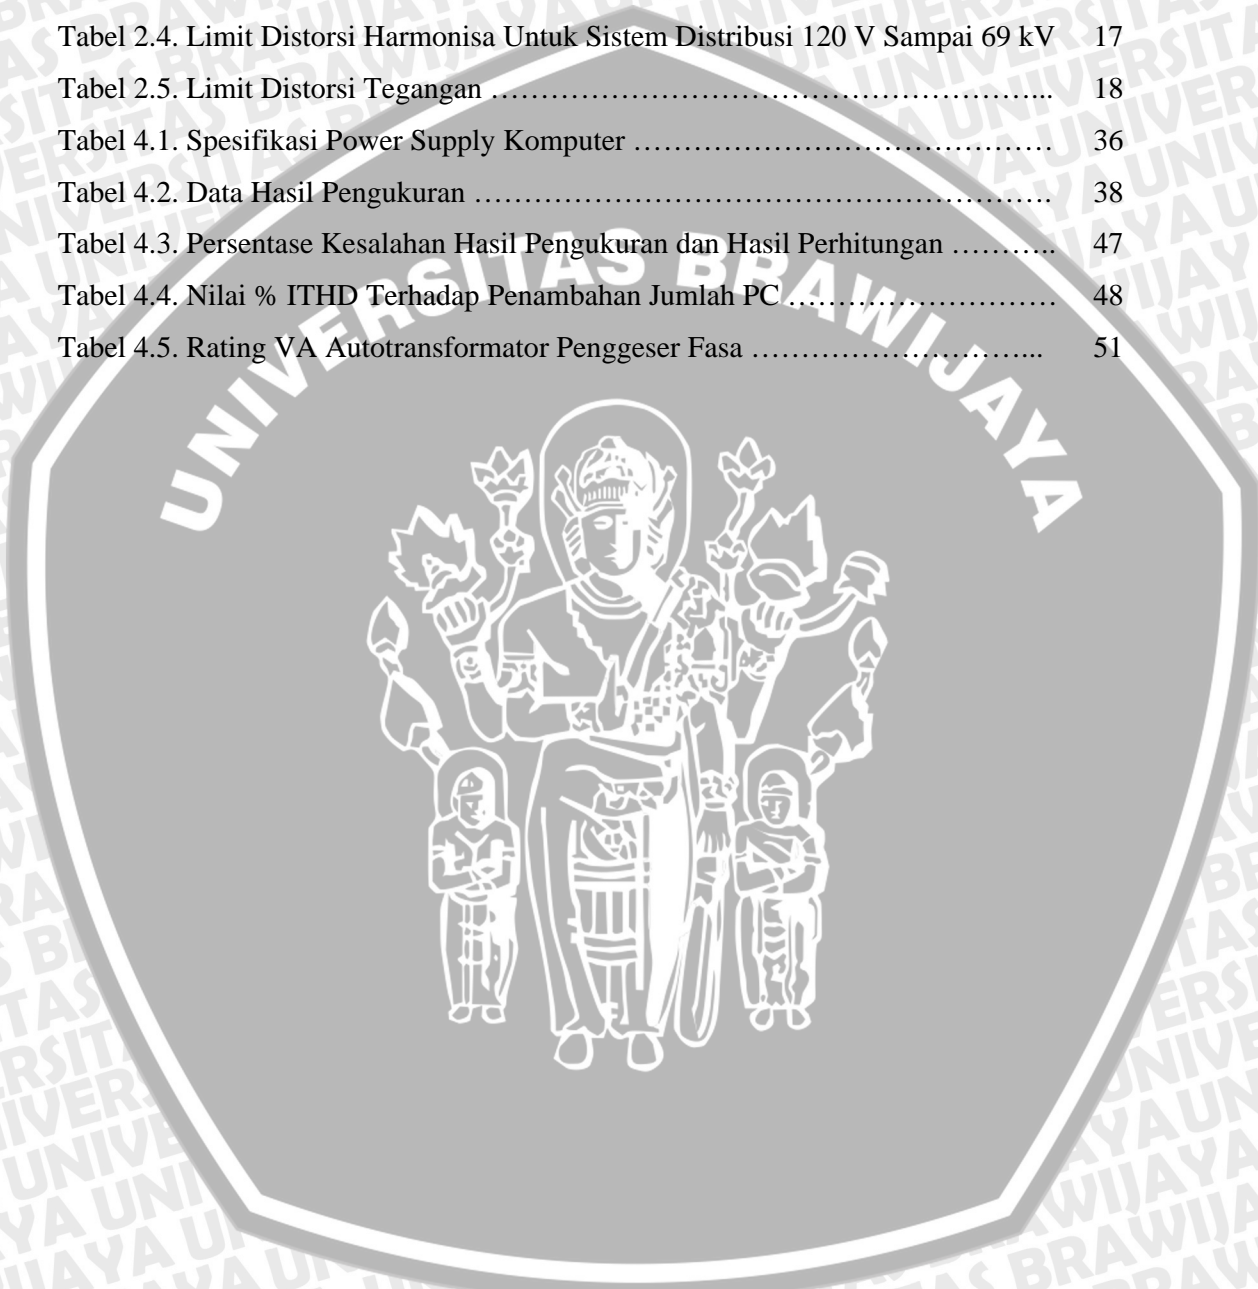 Tabel 2.4. Limit Distorsi Harmonisa Untuk Sistem Distribusi 120 V Sampai 69 kV 17
Tabel 2.5. Limit Distorsi Tegangan ………………………………………………... 18
Tabel 4.1. Spesifikasi Power Supply Komputer …………………………………… 36
Tabel 4.2. Data Hasil Pengukuran …………………………………………………. 38
Tabel 4.3. Persentase Kesalahan Hasil Pengukuran dan Hasil Perhitungan ……….. 47
Tabel 4.4. Nilai % ITHD Terhadap Penambahan Jumlah PC ……………………… 48
Tabel 4.5. Rating VA Autotransformator Penggeser Fasa ………………………... 51
UNIVERSITAS BRAWIJAYA